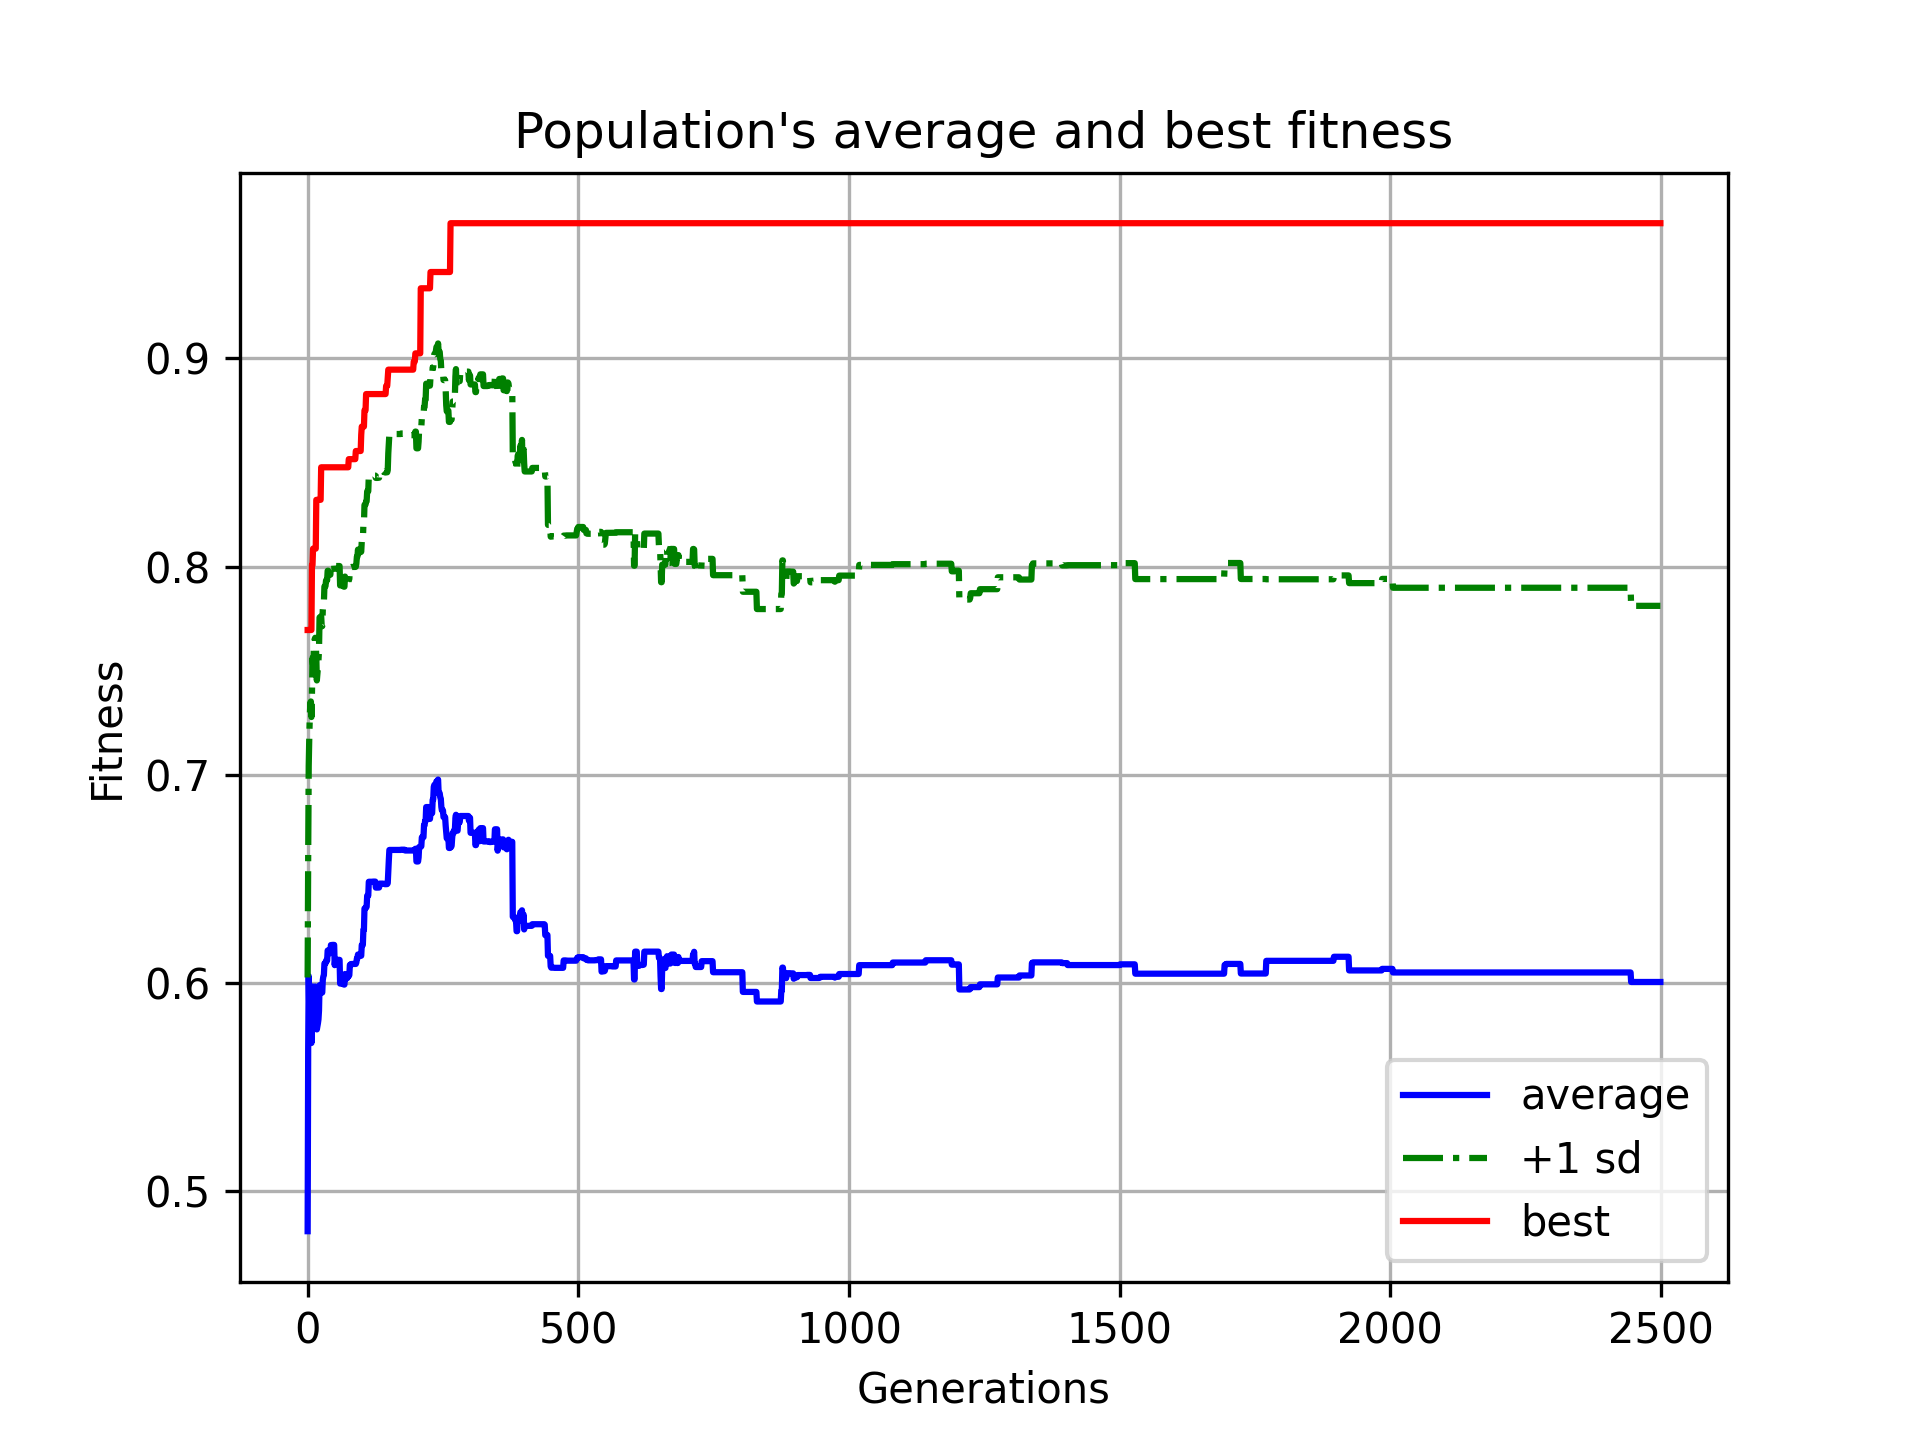 Population's average and best fitness
Fitness
0.9
0.8
0.7
0.6
0.5
0 500 1000 1500 2000 2500
Generations
average
+1 sd
best